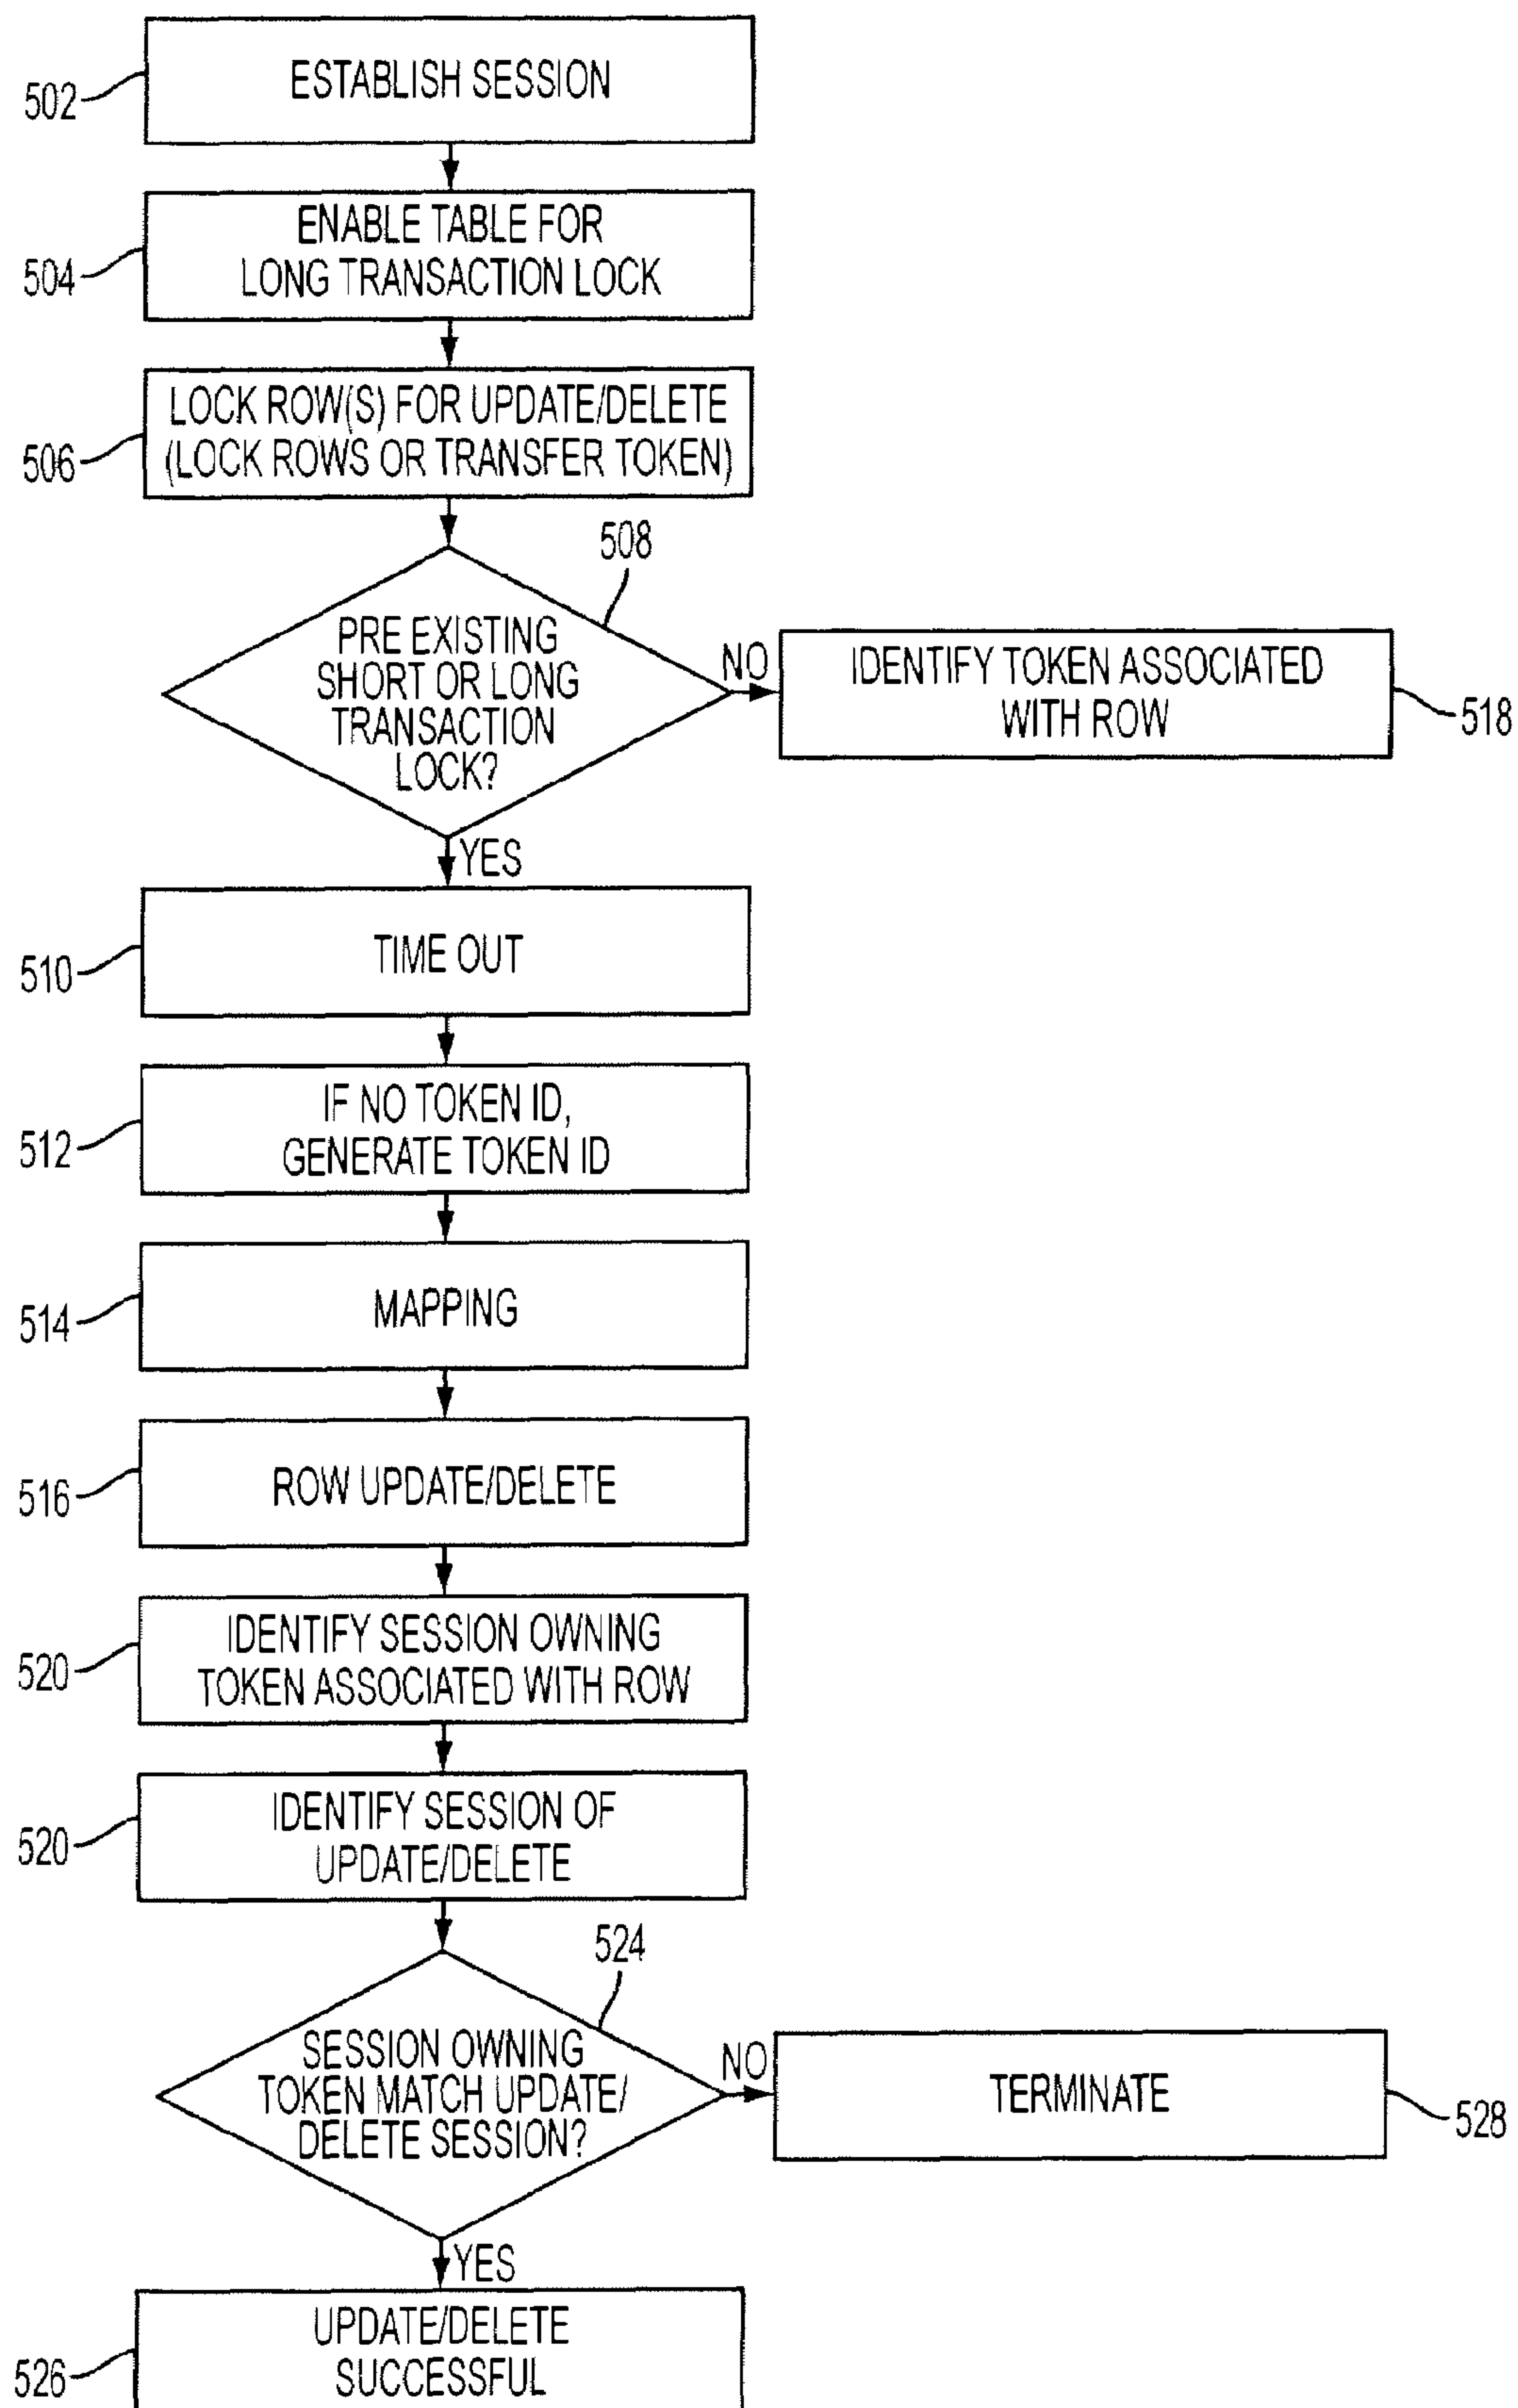 502
ESTABLISH SESSION
504
ENABLE TABLE FOR
LONG TRANSACTION LOCK
506
LOCK ROW(S) FOR UPDATE/DELETE
(LOCK ROWS OR TRANSFER TOKEN)
508
PRE EXISTING
SHORT OR LONG
TRANSACTION
LOCK?
NO
IDENTIFY TOKEN ASSOCIATED
WITH ROW
518
YES
510
TIME OUT
512
IF NO TOKEN ID,
GENERATE TOKEN ID
514
MAPPING
516
ROW UPDATE/DELETE
520
IDENTIFY SESSION OWNING
TOKEN ASSOCIATED WITH ROW
520
IDENTIFY SESSION OF
UPDATE/DELETE
524
SESSION OWNING
TOKEN MATCH UPDATE/
DELETE SESSION?
NO
TERMINATE
528
YES
526
UPDATE/DELETE
SUCCESSFUL